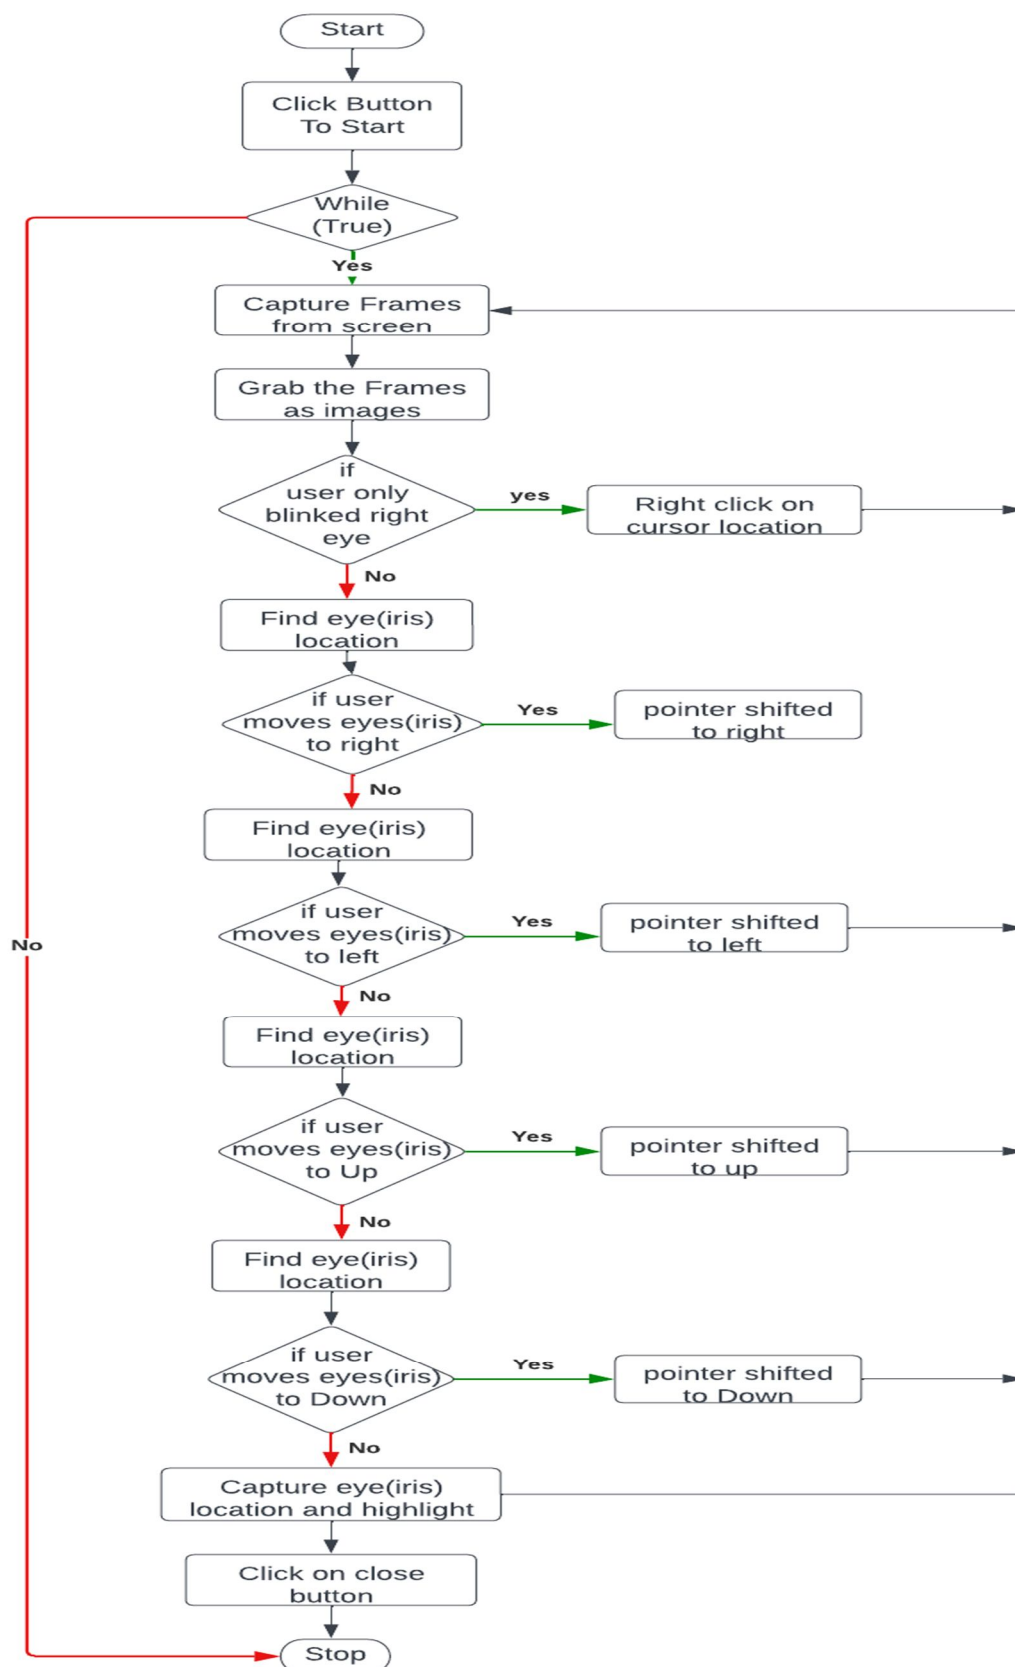 Start
Click Button
To Start
While
(True)
Yes
Capture Frames
from screen
Grab the Frames
as images
if
user only
blinked right
eye
yes
Right click on
cursor location
No
Find eye(iris)
location
if user
moves eyes(iris)
to right
Yes
pointer shifted
to right
No
Find eye(iris)
location
if user
moves eyes(iris)
to left
Yes
pointer shifted
to left
No
No
Find eye(iris)
location
if user
moves eyes(iris)
to Up
Yes
pointer shifted
to up
No
Find eye(iris)
location
if user
moves eyes(iris)
to Down
Yes
pointer shifted
to Down
No
Capture eye(iris)
location and highlight
Click on close
button
Stop